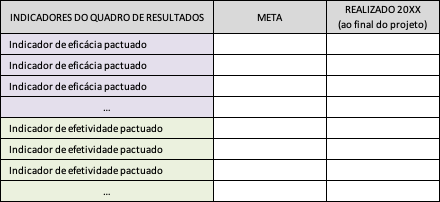 INDICADORES DO QUADRO DE RESULTADOS
META
REALIZADO 20XX
(ao final do projeto)
Indicador de eficácia pactuado
Indicador de eficácia pactuado
Indicador de eficácia pactuado
...
Indicador de efetividade pactuado
Indicador de efetividade pactuado
Indicador de efetividade pactuado
...